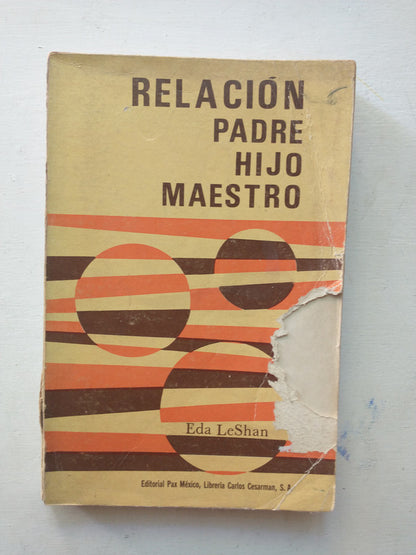 RELACIÓN
PADRE
HIJO
MAESTRO
Eda LeShan
Editorial Pax México, Librería Carlos Cesarman, S. A.